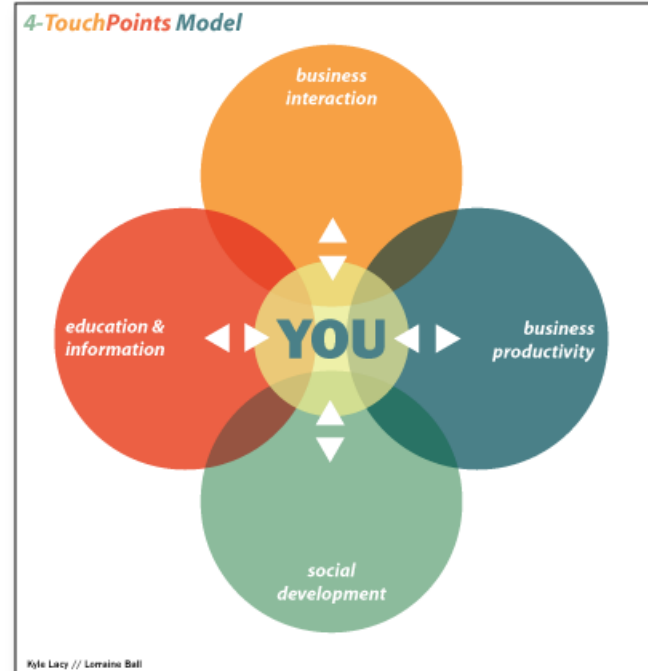 4-TouchPoints Model
business
interaction
education &
information
YOU
business
productivity
social
development
Kyle Lacy // Lorraine Ball